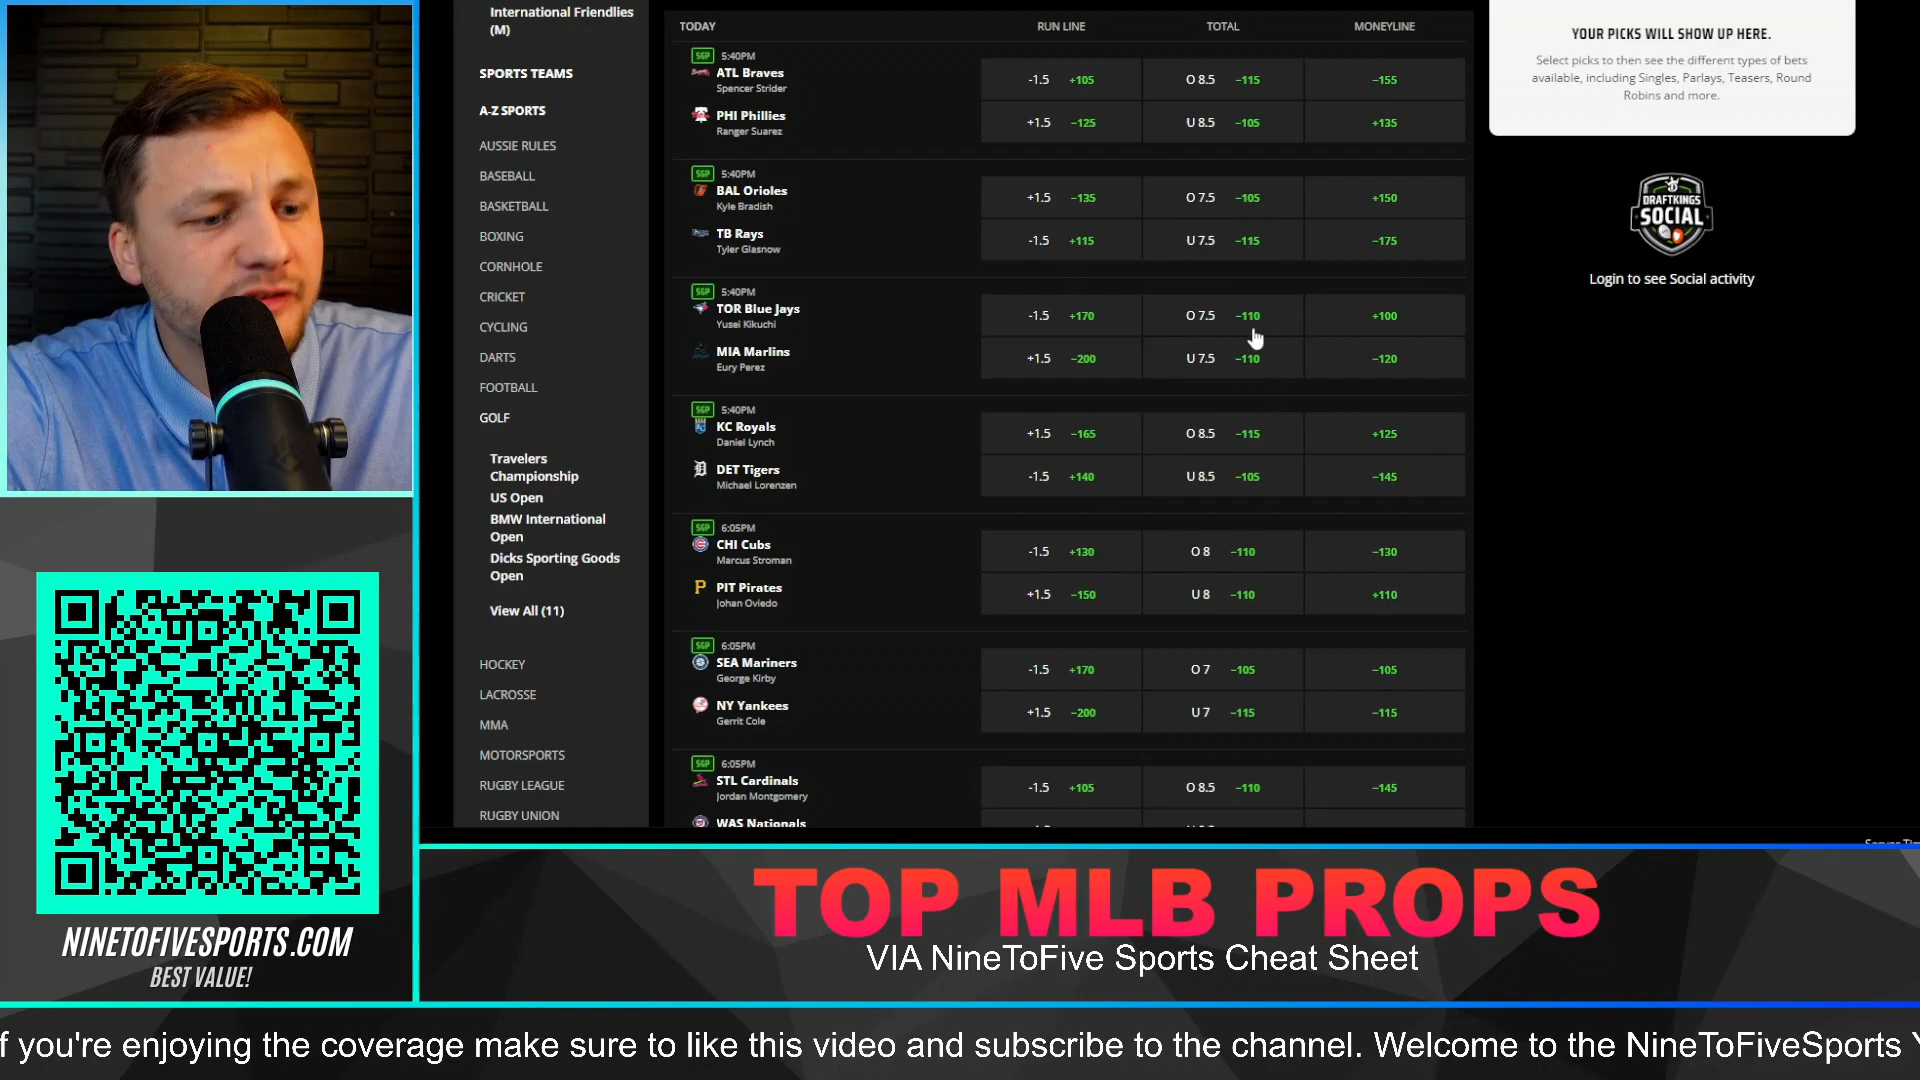 International Friendlies
(M)
SPORTS TEAMS
A-Z SPORTS
AUSSIE RULES
BASEBALL
BASKETBALL
BOXING
CORNHOLE
CRICKET
CYCLING
DARTS
FOOTBALL
GOLF
Travelers
Championship
US Open
BMW International
Open
Dicks Sporting Goods
Open
View All (11)
HOCKEY
LACROSSE
MMA
MOTORSPORTS
RUGBY LEAGUE
RUGBY UNION
TODAY RUN LINE TOTAL MONEYLINE
SGP 5:40PM
ATL Braves
Spencer Strider
-1.5 +105 O 8.5 −115 −155
PHI Phillies
Ranger Suarez
+1.5 −125 U 8.5 −105 +135
SGP 5:40PM
BAL Orioles
Kyle Bradish
+1.5 −135 O 7.5 −105 +150
TB Rays
Tyler Glasnow
-1.5 +115 U 7.5 −115 −175
SGP 5:40PM
TOR Blue Jays
Yusei Kikuchi
-1.5 +170 O 7.5 −110 +100
MIA Marlins
Eury Perez
+1.5 −200 U 7.5 −110 −120
SGP 5:40PM
KC Royals
Daniel Lynch
+1.5 −165 O 8.5 −115 +125
DET Tigers
Michael Lorenzen
-1.5 +140 U 8.5 −105 −145
SGP 6:05PM
CHI Cubs
Marcus Stroman
-1.5 +130 O 8 −110 −130
PIT Pirates
Johan Oviedo
+1.5 −150 U 8 −110 +110
SGP 6:05PM
SEA Mariners
George Kirby
-1.5 +170 O 7 −105 −105
NY Yankees
Gerrit Cole
+1.5 −200 U 7 −115 −115
SGP 6:05PM
STL Cardinals
Jordan Montgomery
-1.5 +105 O 8.5 −110 −145
WAS Nationals
YOUR PICKS WILL SHOW UP HERE.
Select picks to then see the different types of bets
available, including Singles, Parlays, Teasers, Round
Robins and more.
DRAFTKINGS
SOCIAL
Login to see Social activity
NINETOFIVESPORTS.COM
BEST VALUE!
TOP MLB PROPS
VIA NineToFive Sports Cheat Sheet
f you're enjoying the coverage make sure to like this video and subscribe to the channel. Welcome to the NineToFiveSports Y